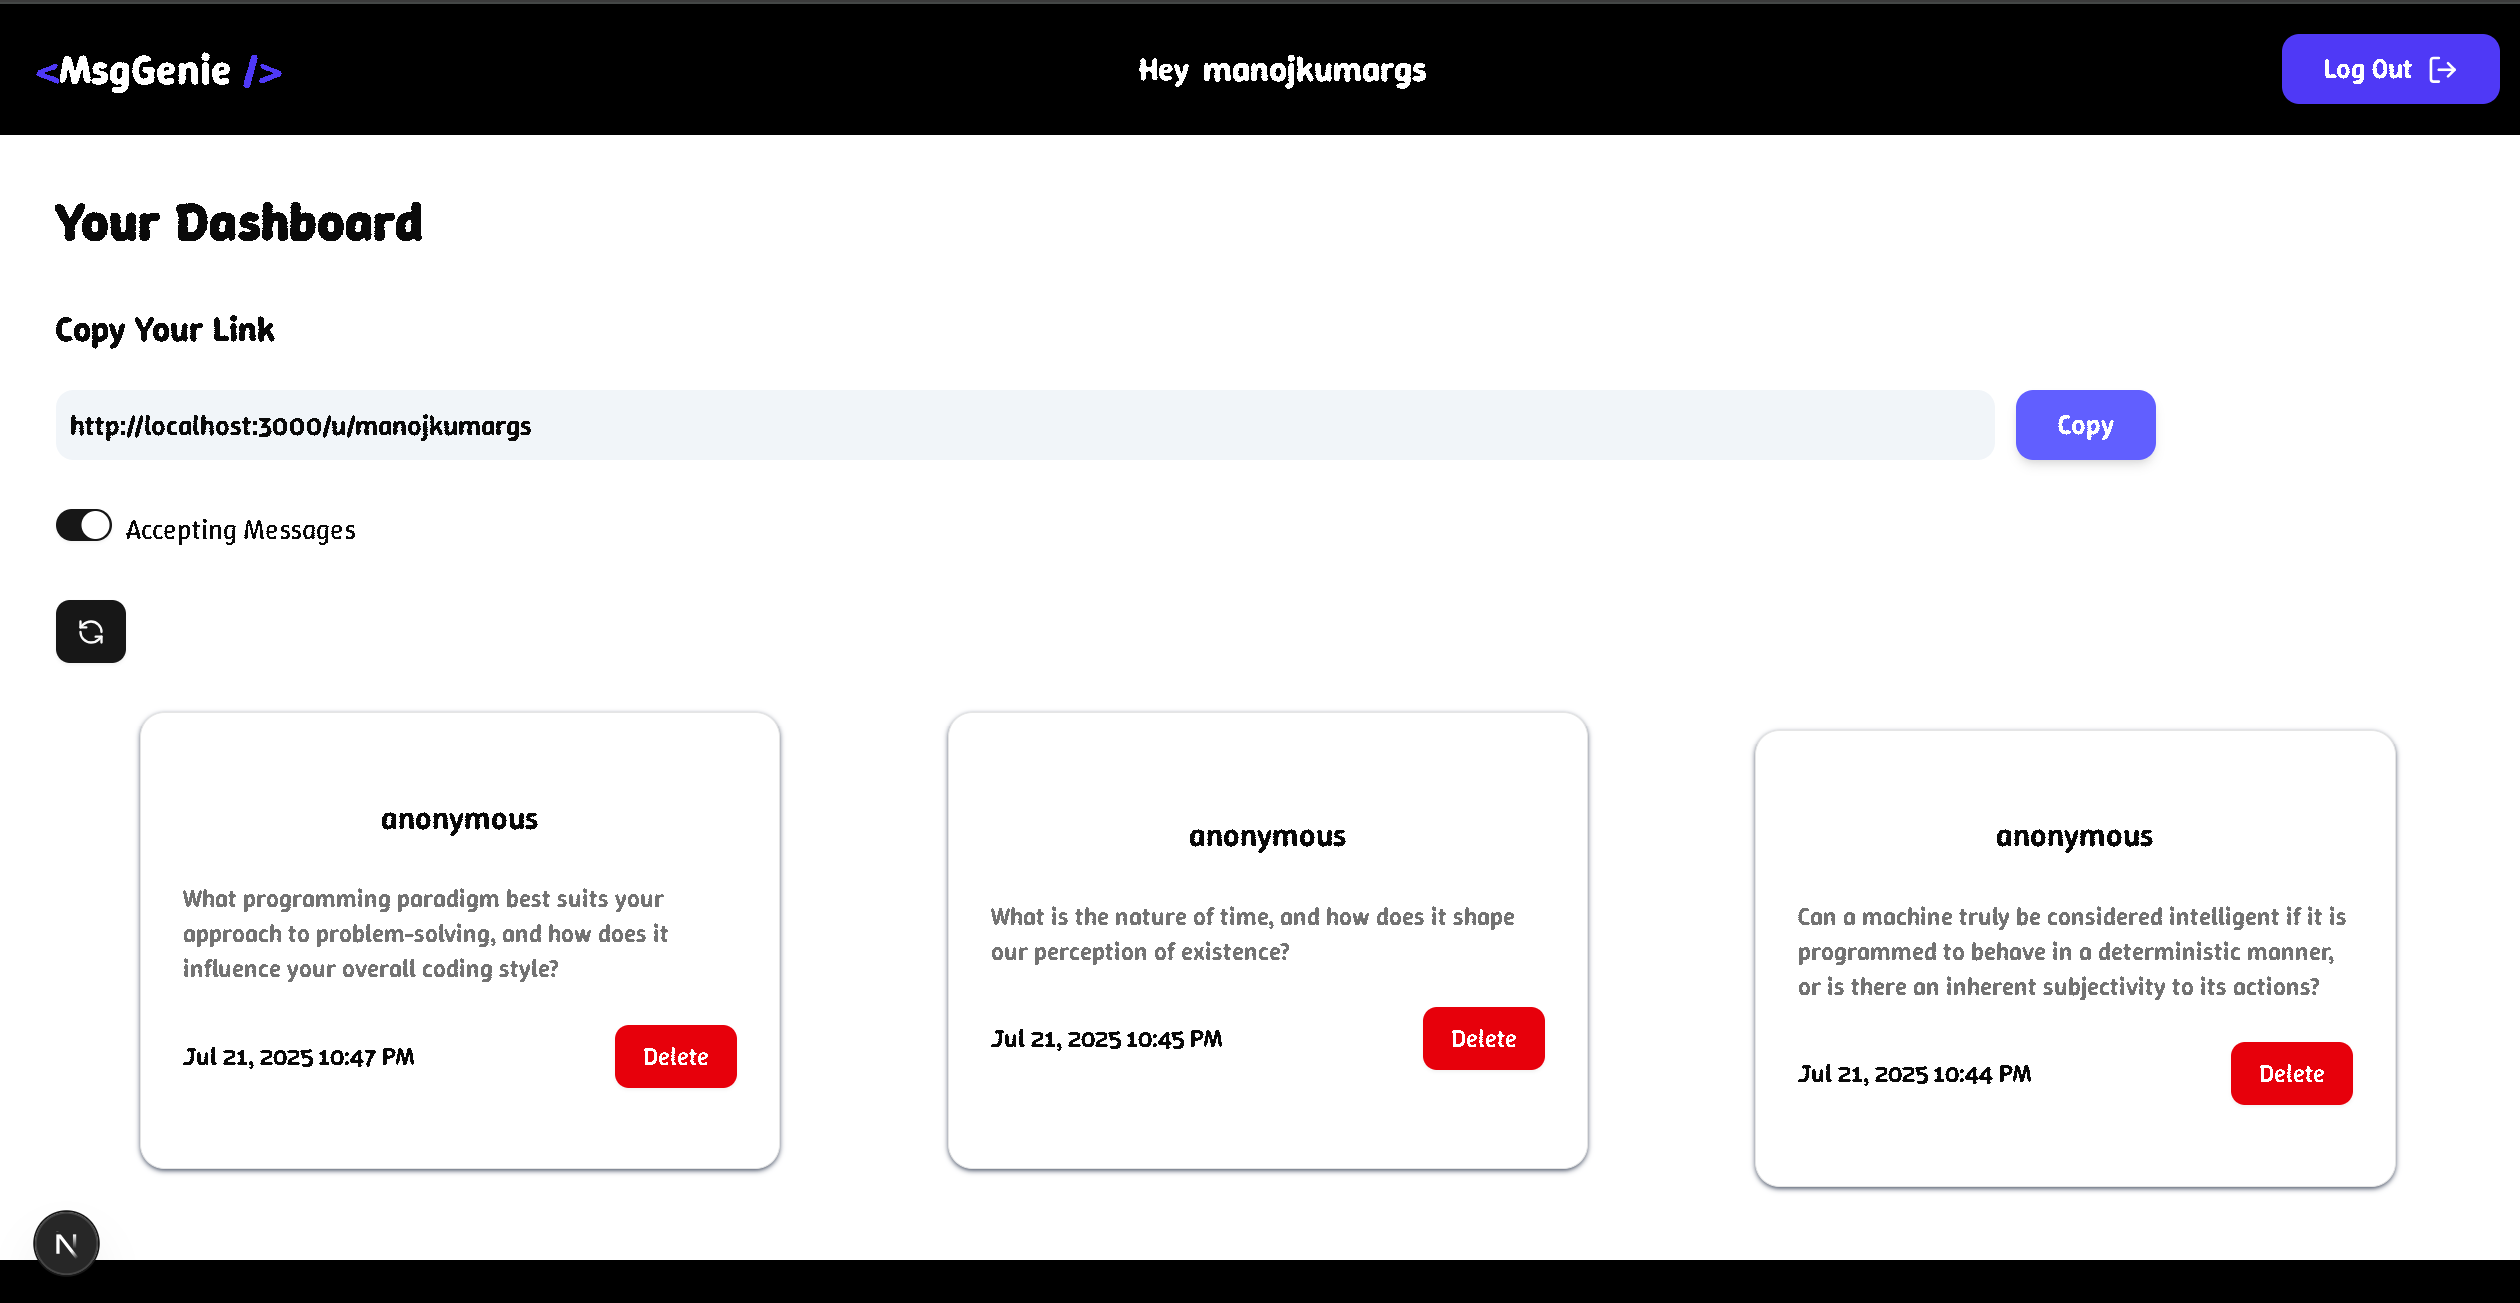 <MsgGenie />
Hey manojkumargs
Log Out
Your Dashboard
Copy Your Link
http://localhost:3000/u/manojkumargs
Copy
Accepting Messages
anonymous
What programming paradigm best suits your
approach to problem-solving, and how does it
influence your overall coding style?
Jul 21, 2025 10:47 PM
Delete
anonymous
What is the nature of time, and how does it shape
our perception of existence?
Jul 21, 2025 10:45 PM
Delete
anonymous
Can a machine truly be considered intelligent if it is
programmed to behave in a deterministic manner,
or is there an inherent subjectivity to its actions?
Jul 21, 2025 10:44 PM
Delete
N